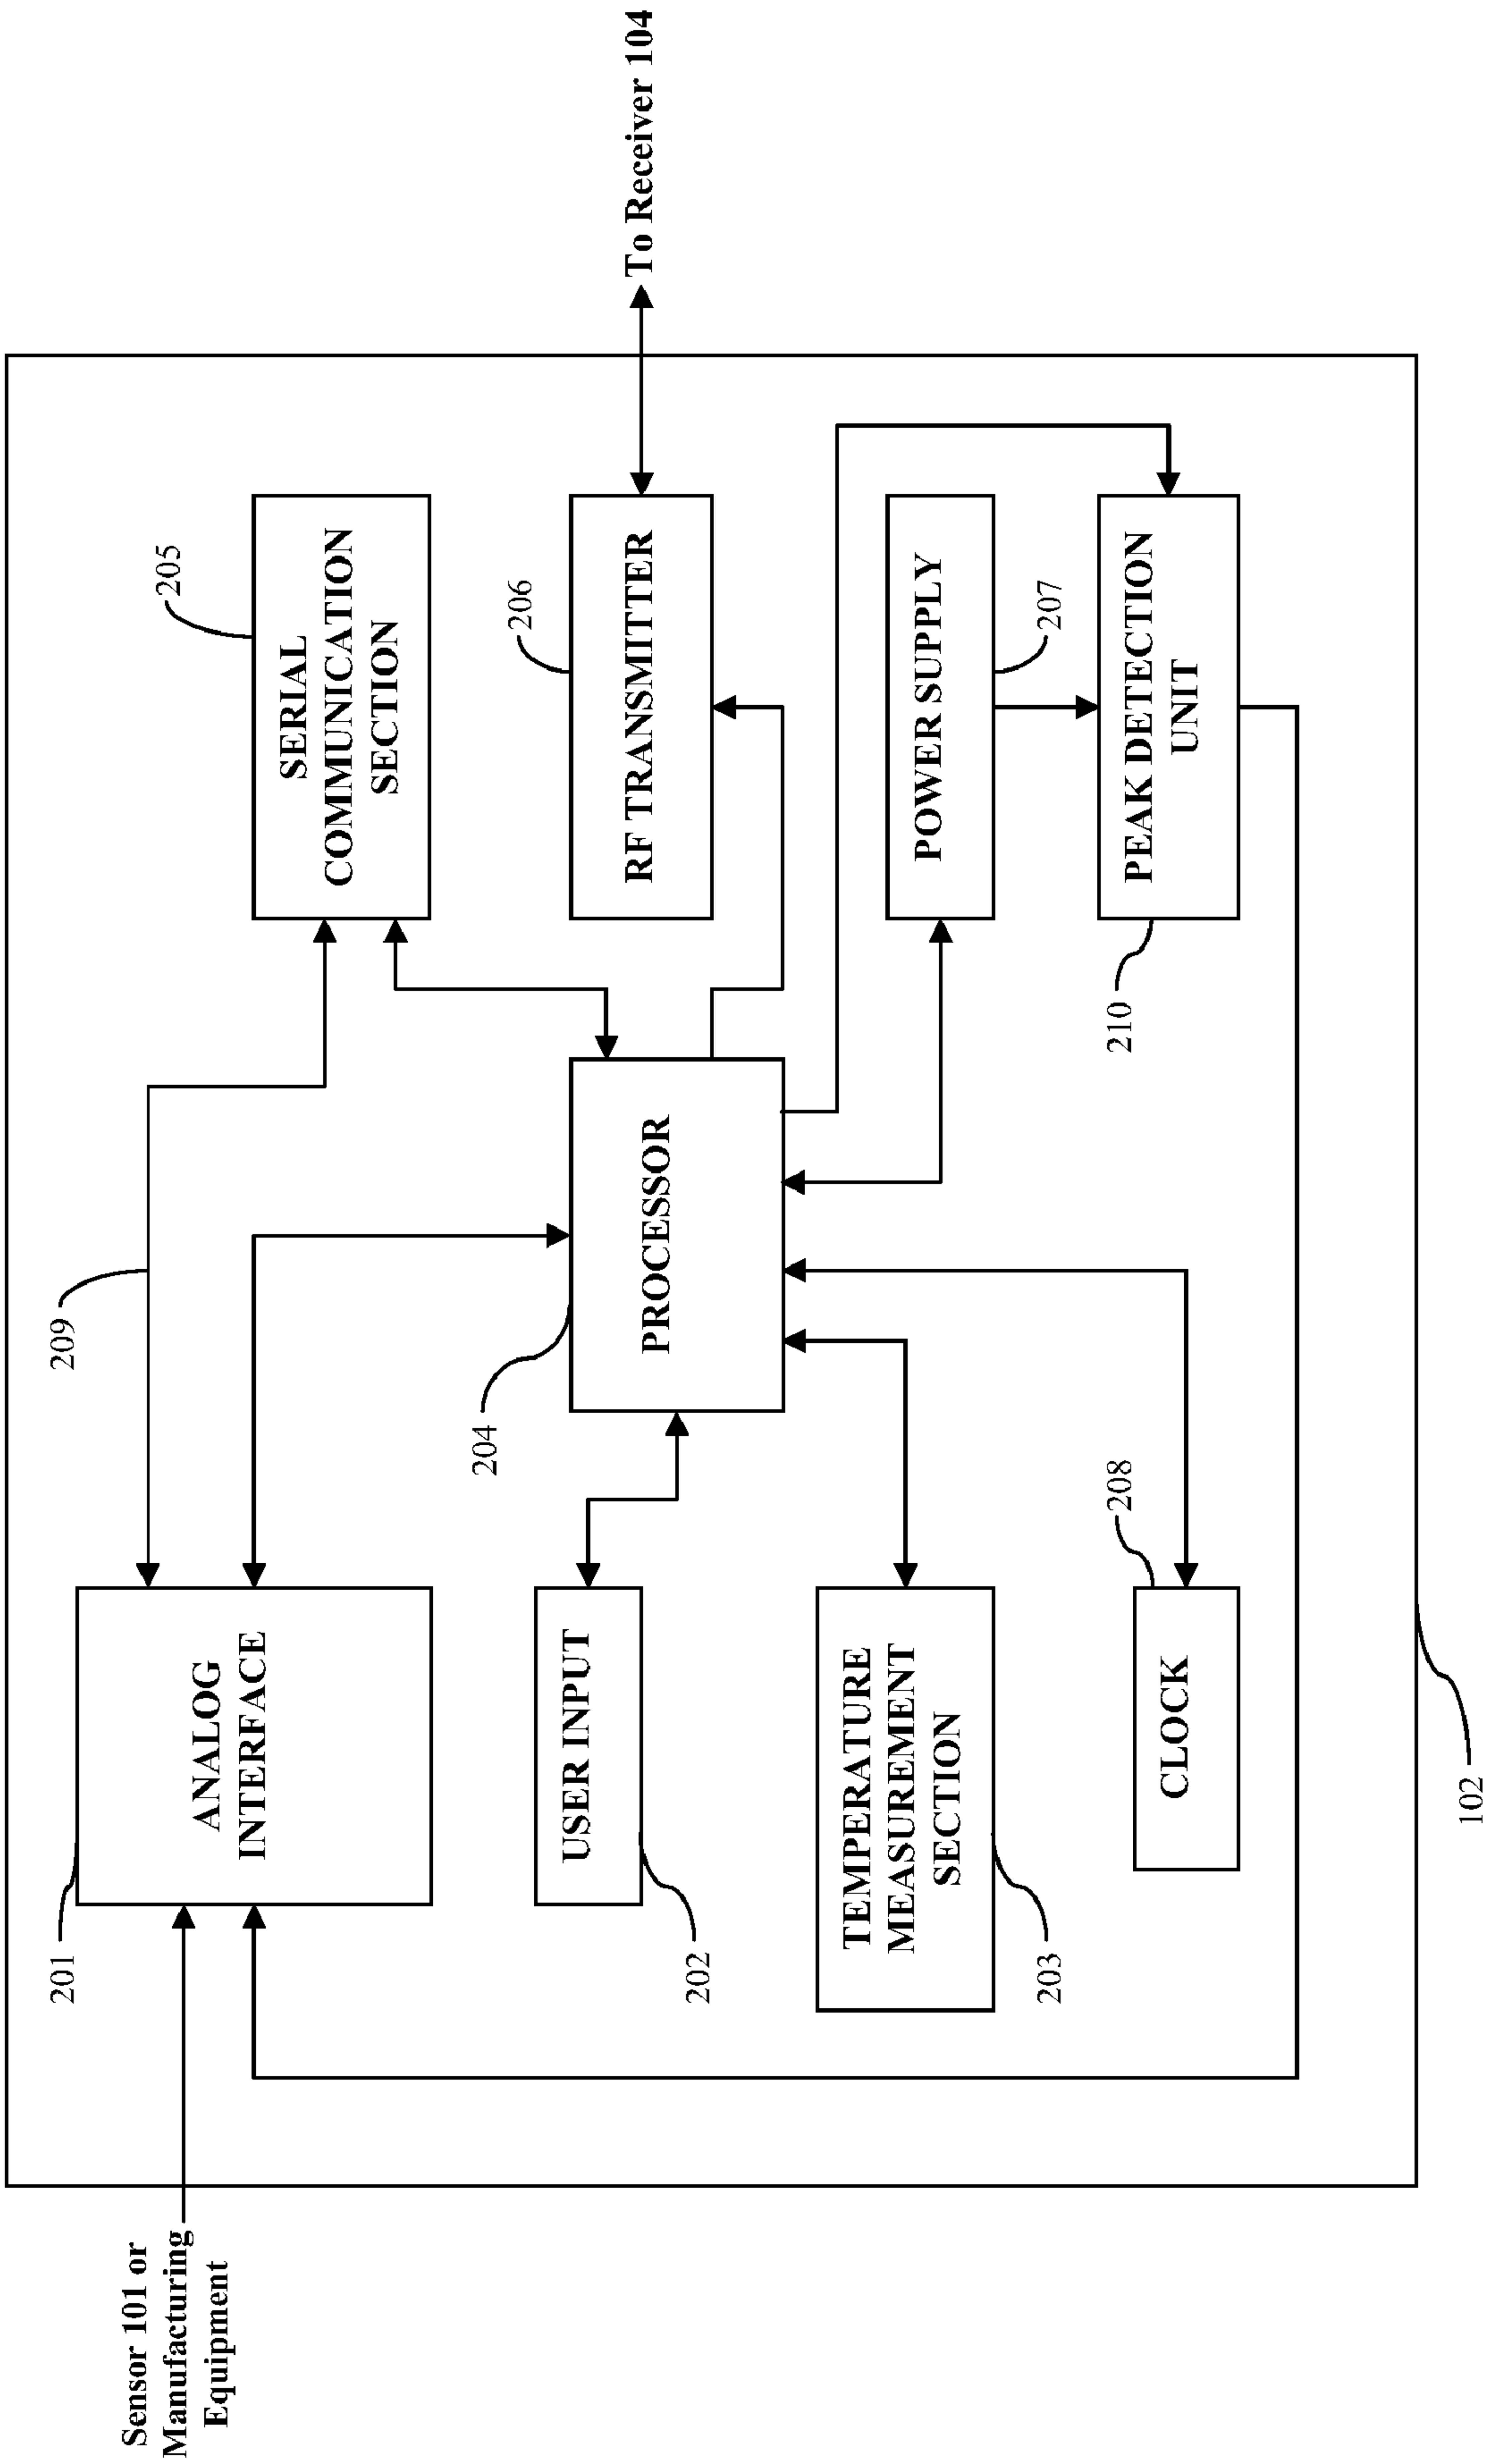 Sensor 101 or
Manufacturing
Equipment
201
ANALOG
INTERFACE
209
205
SERIAL
COMMUNICATION
SECTION
202
USER INPUT
204
PROCESSOR
206
RF TRANSMITTER
To Receiver 104
203
TEMPERATURE
MEASUREMENT
SECTION
POWER SUPPLY
207
208
CLOCK
210
PEAK DETECTION
UNIT
102